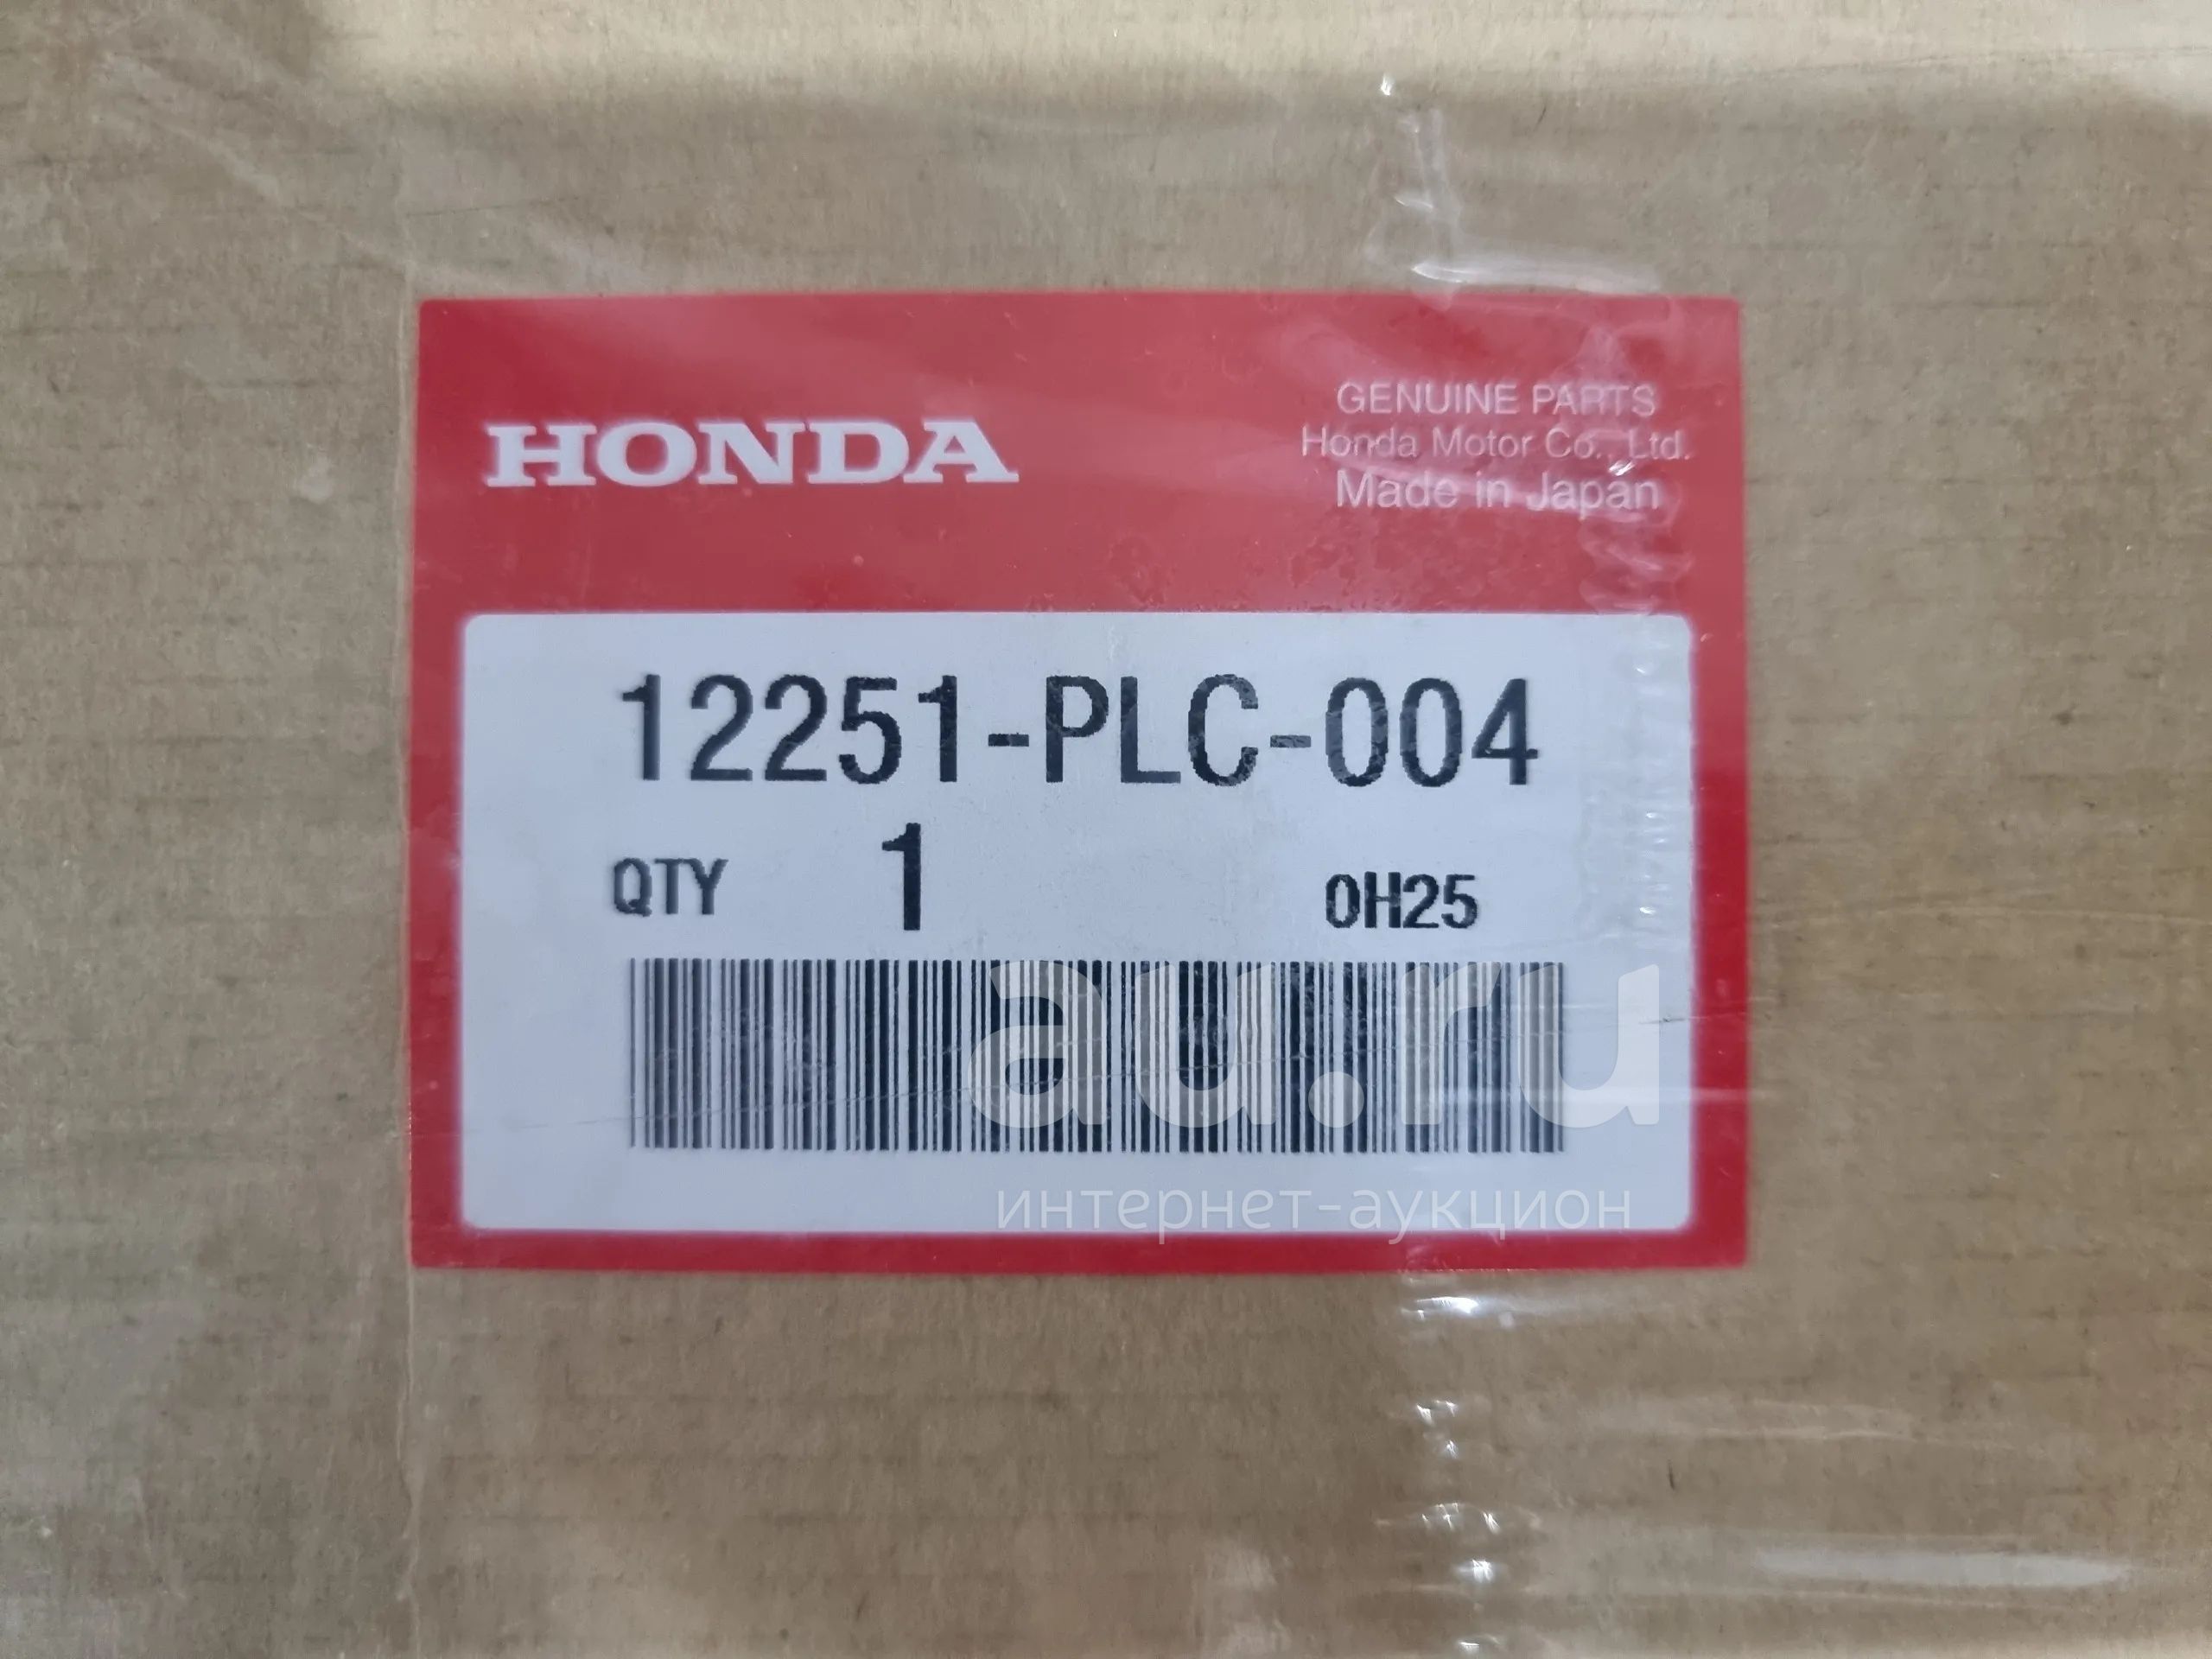 HONDA
GENUINE PARTS
Honda Motor Co., Ltd.
Made in Japan
12251-PLC-004
QTY 1 0H25
au.ru
интернет-аукцион